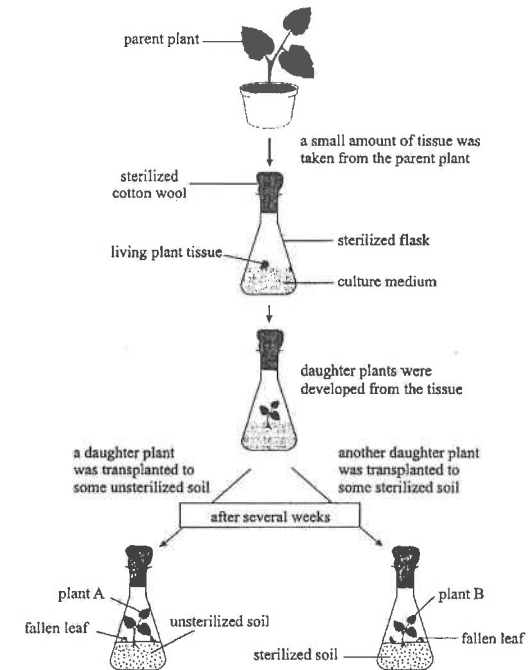 parent plant
a small amount of tissue was
taken from the parent plant
sterilized
cotton wool
sterilized flask
living plant tissue
culture medium
daughter plants were
developed from the tissue
a daughter plant
was transplanted to
some unsterilized soil
another daughter plant
was transplanted to
some sterilized soil
after several weeks
plant A
fallen leaf
unsterilized soil
plant B
fallen leaf
sterilized soil